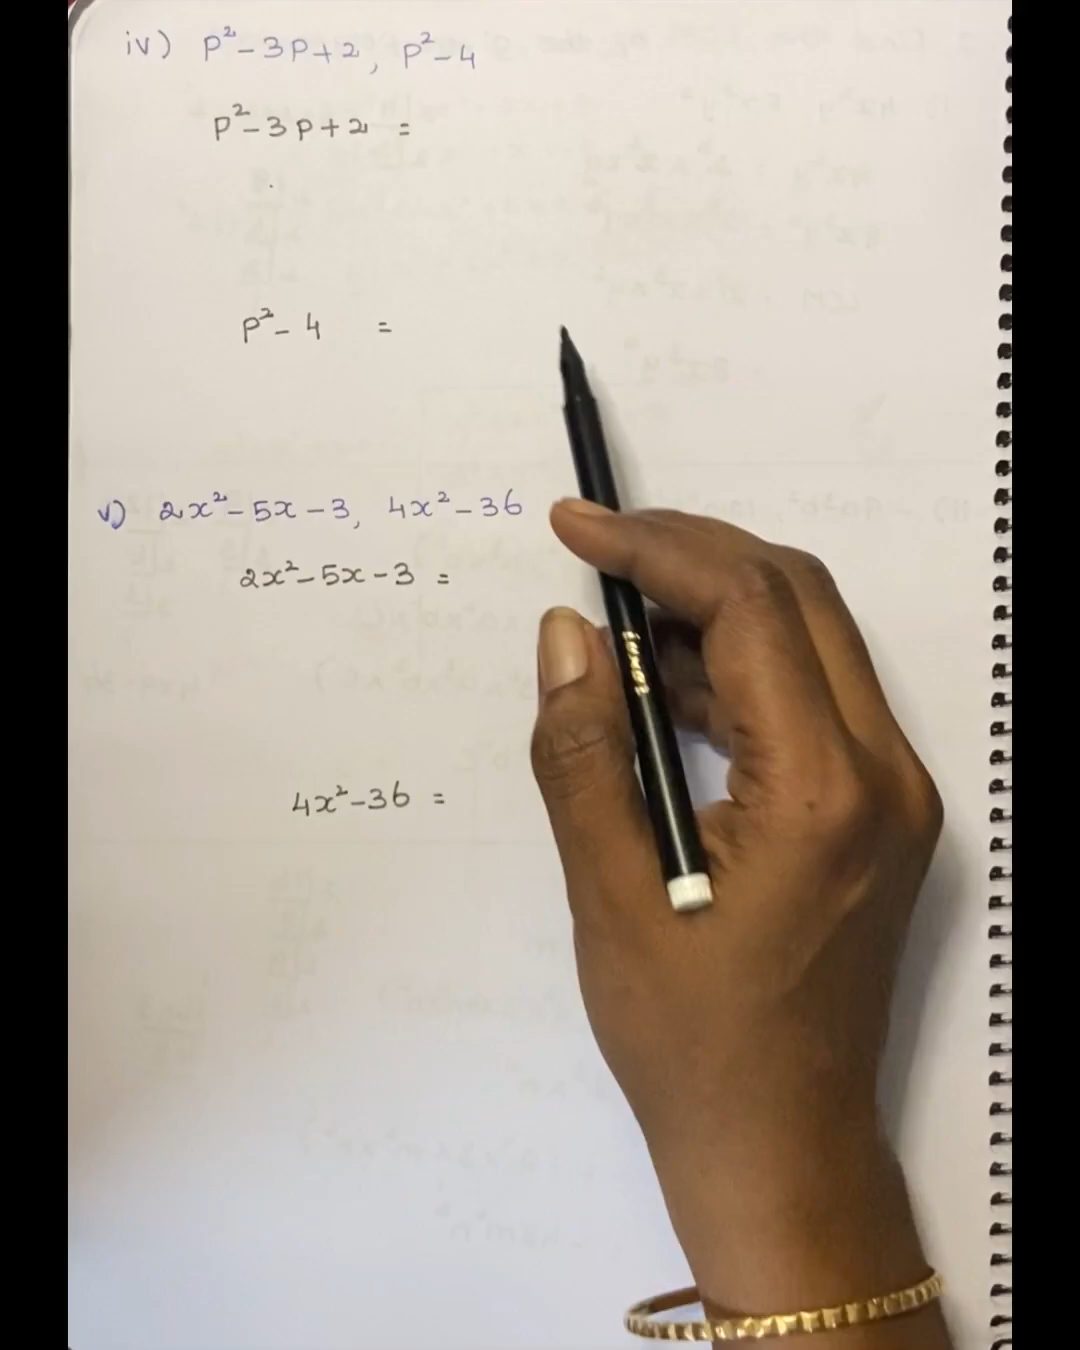 iv) p²-3p+2, p²-4
p²-3p+2 =
p²-4 =
v) 2x²-5x-3, 4x²-36
2x²-5x-3 =
luxor
4x²-36 =